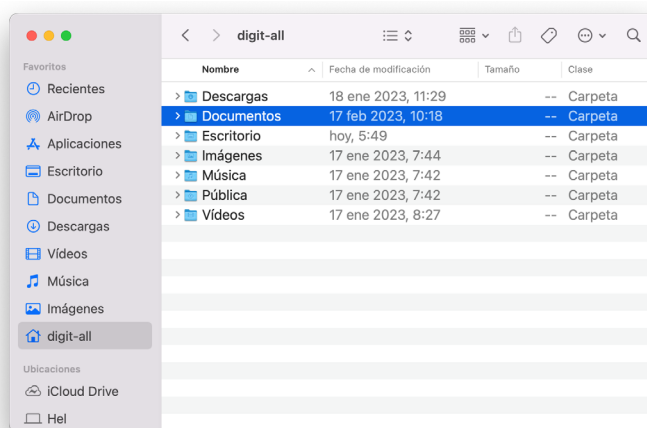 digit-all
Favoritos
Recientes
AirDrop
Aplicaciones
Escritorio
Documentos
Descargas
Vídeos
Música
Imágenes
digit-all
Ubicaciones
iCloud Drive
Hel
Nombre Fecha de modificación Tamaño Clase
Descargas 18 ene 2023, 11:29 -- Carpeta
Documentos 17 feb 2023, 10:18 -- Carpeta
Escritorio hoy, 5:49 -- Carpeta
Imágenes 17 ene 2023, 7:44 -- Carpeta
Música 17 ene 2023, 7:42 -- Carpeta
Pública 17 ene 2023, 7:42 -- Carpeta
Vídeos 17 ene 2023, 8:27 -- Carpeta